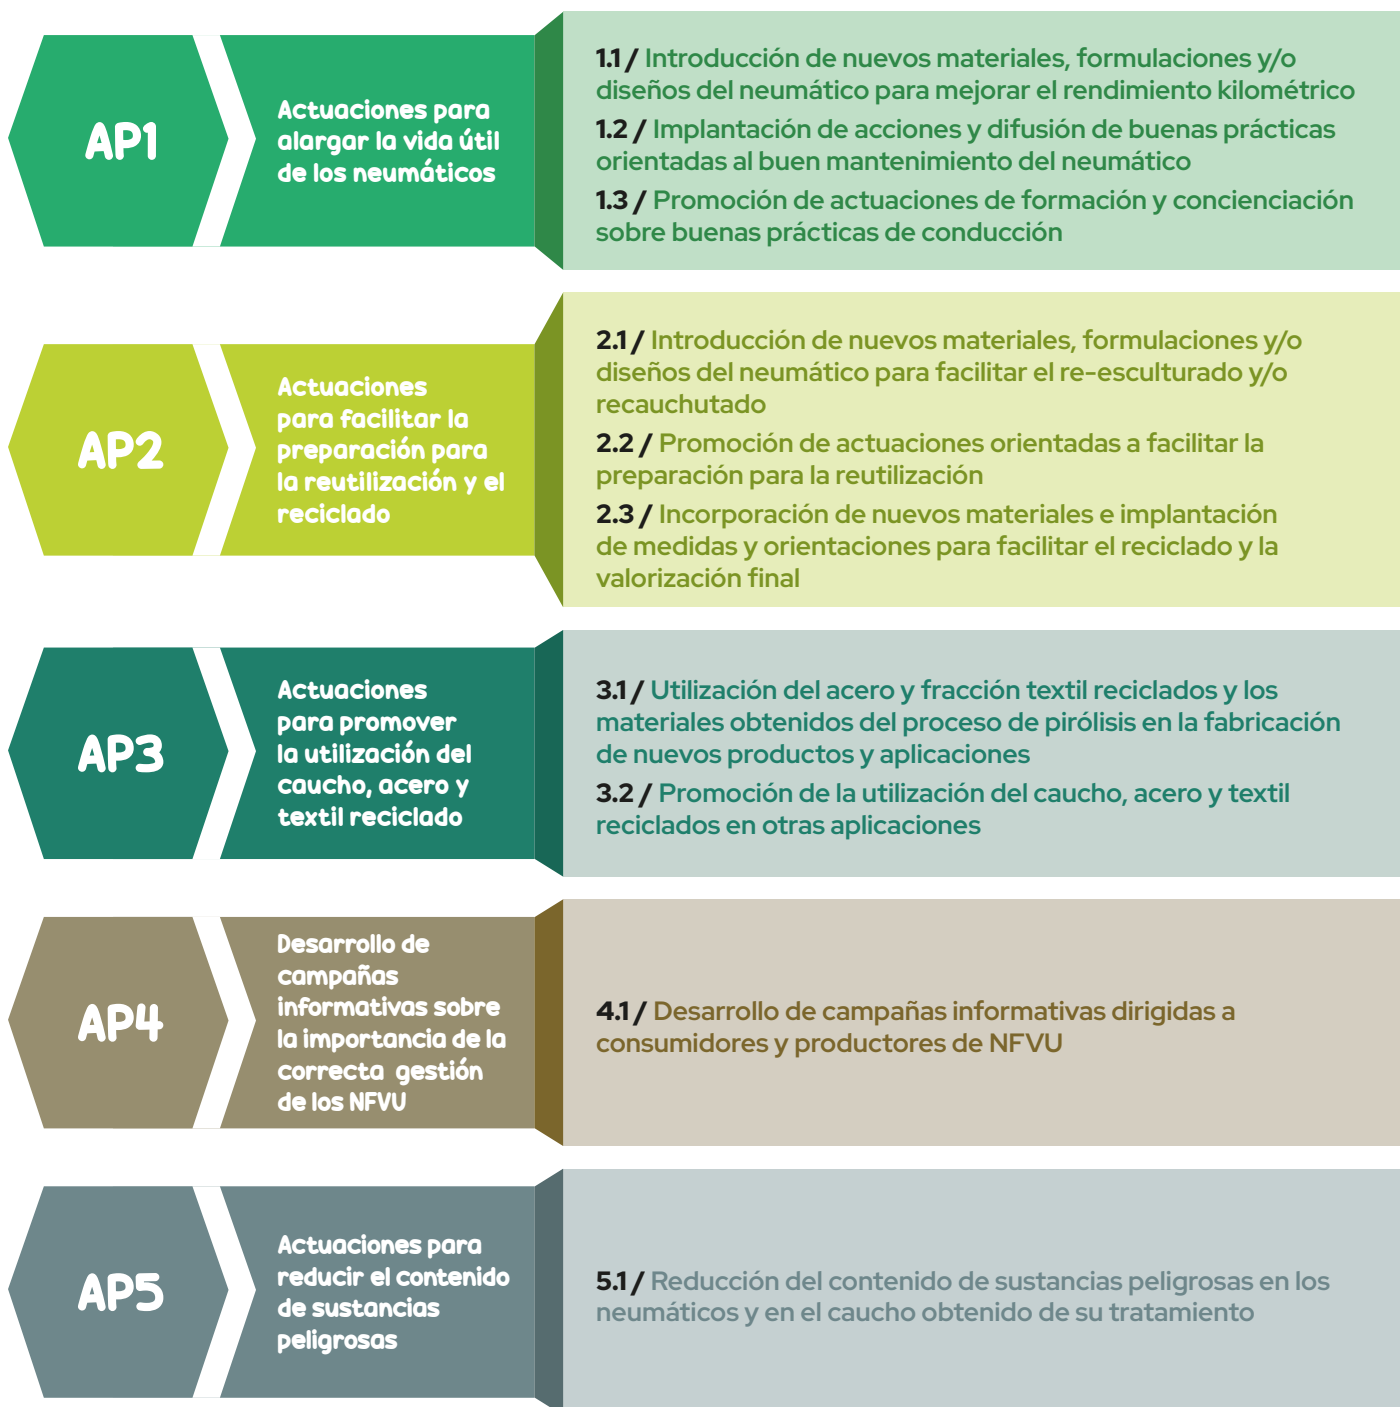 AP1
Actuaciones para
alargar la vida útil
de los neumáticos
1.1 / Introducción de nuevos materiales, formulaciones y/o
diseños del neumático para mejorar el rendimiento kilométrico
1.2 / Implantación de acciones y difusión de buenas prácticas
orientadas al buen mantenimiento del neumático
1.3 / Promoción de actuaciones de formación y concienciación
sobre buenas prácticas de conducción
AP2
Actuaciones
para facilitar la
preparación para
la reutilización y el
reciclado
2.1 / Introducción de nuevos materiales, formulaciones y/o
diseños del neumático para facilitar el re-esculturado y/o
recauchutado
2.2 / Promoción de actuaciones orientadas a facilitar la
preparación para la reutilización
2.3 / Incorporación de nuevos materiales e implantación
de medidas y orientaciones para facilitar el reciclado y la
valorización final
AP3
Actuaciones
para promover
la utilización del
caucho, acero y
textil reciclado
3.1 / Utilización del acero y fracción textil reciclados y los
materiales obtenidos del proceso de pirólisis en la fabricación
de nuevos productos y aplicaciones
3.2 / Promoción de la utilización del caucho, acero y textil
reciclados en otras aplicaciones
AP4
Desarrollo de
campañas
informativas sobre
la importancia de la
correcta gestión
de los NFVU
4.1 / Desarrollo de campañas informativas dirigidas a
consumidores y productores de NFVU
AP5
Actuaciones para
reducir el contenido
de sustancias
peligrosas
5.1 / Reducción del contenido de sustancias peligrosas en los
neumáticos y en el caucho obtenido de su tratamiento